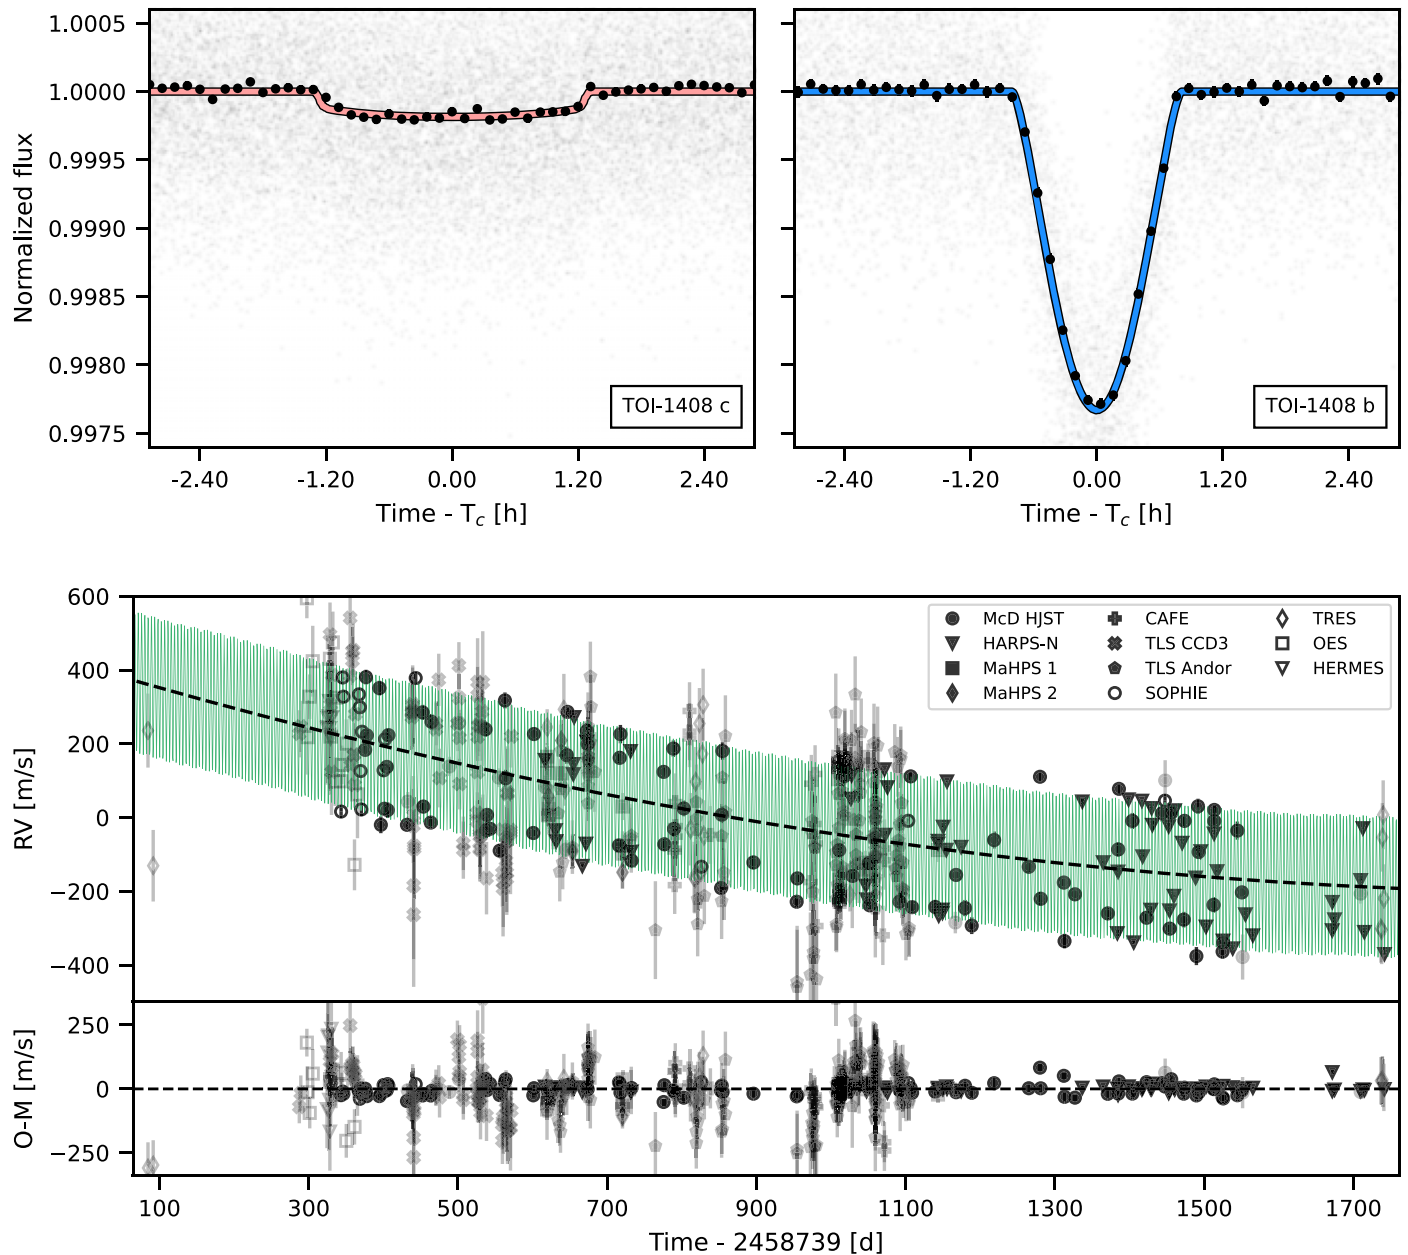 1.0005
1.0000
0.9995
0.9990
0.9985
0.9980
0.9975
Normalized flux
TOI-1408 c
TOI-1408 b
-2.40 -1.20 0.00 1.20 2.40
-2.40 -1.20 0.00 1.20 2.40
Time - Tc [h]
Time - Tc [h]
600
400
200
0
−200
−400
RV [m/s]
McD HJST
HARPS-N
MaHPS 1
MaHPS 2
CAFE
TLS CCD3
TLS Andor
SOPHIE
TRES
OES
HERMES
250
0
−250
O-M [m/s]
100 300 500 700 900 1100 1300 1500 1700
Time - 2458739 [d]